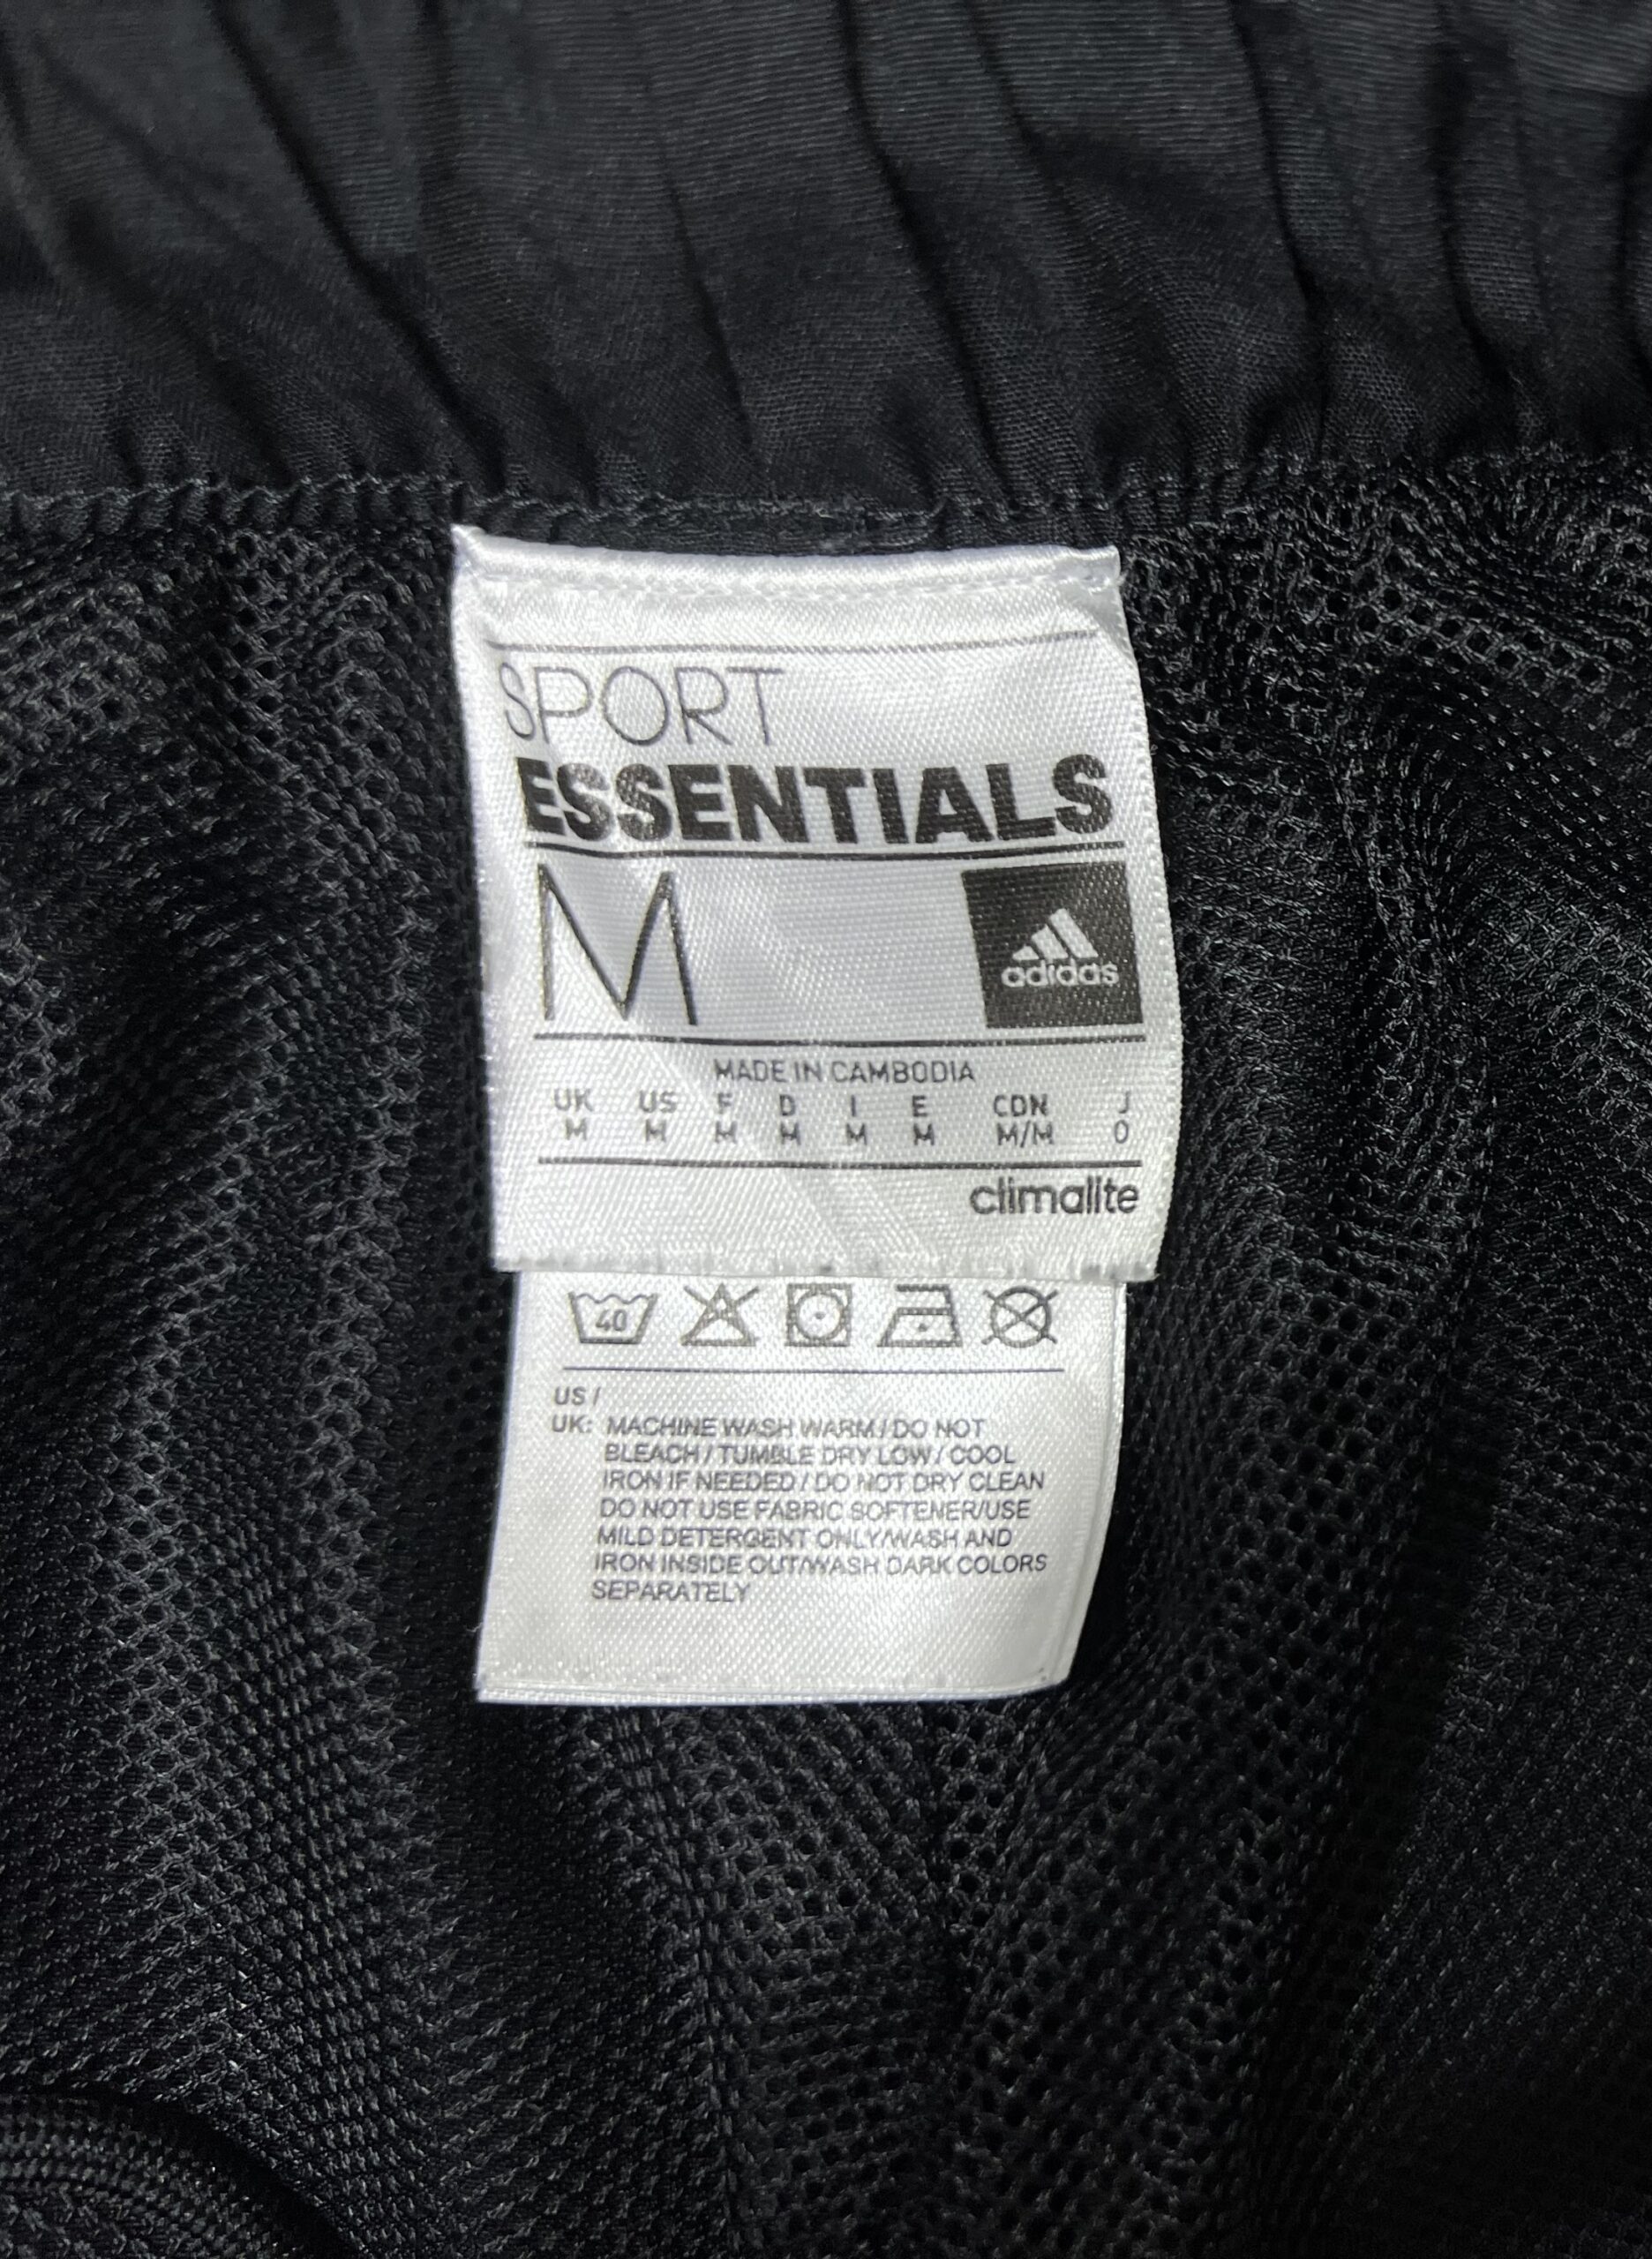 SPORT
ESSENTIALS
M
adidas
MADE IN CAMBODIA
UK US F D I E CDN J
M M M M M M M/M O
climalite
40
US /
UK: MACHINE WASH WARM / DO NOT
BLEACH / TUMBLE DRY LOW / COOL
IRON IF NEEDED / DO NOT DRY CLEAN
DO NOT USE FABRIC SOFTENER/USE
MILD DETERGENT ONLY/WASH AND
IRON INSIDE OUT/WASH DARK COLORS
SEPARATELY